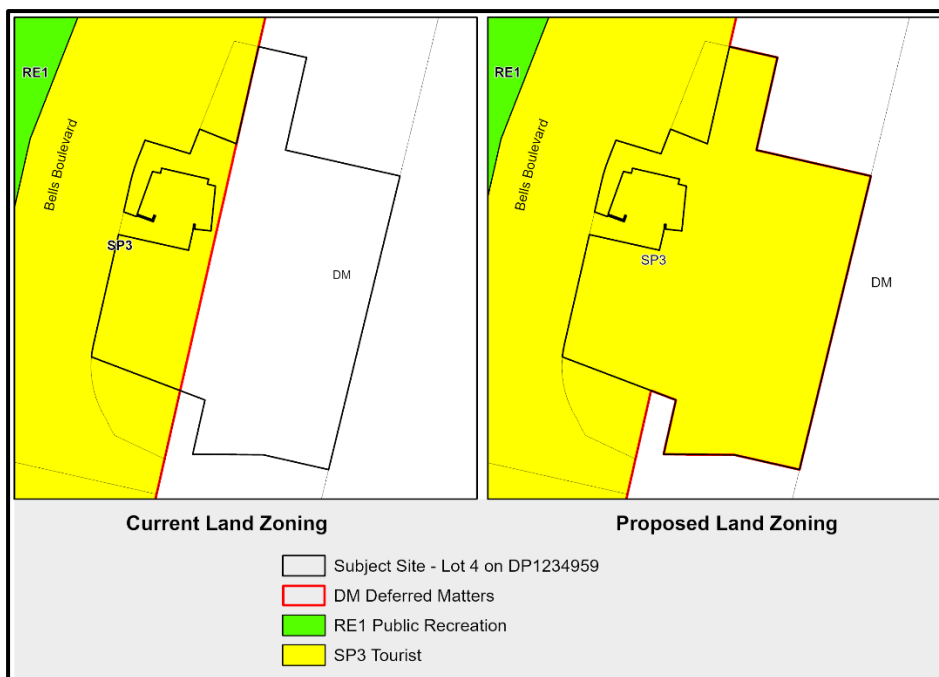 RE1
Bells Boulevard
SP3
DM
RE1
Bells Boulevard
SP3
DM
Current Land Zoning
Proposed Land Zoning
Subject Site - Lot 4 on DP1234959
DM Deferred Matters
RE1 Public Recreation
SP3 Tourist